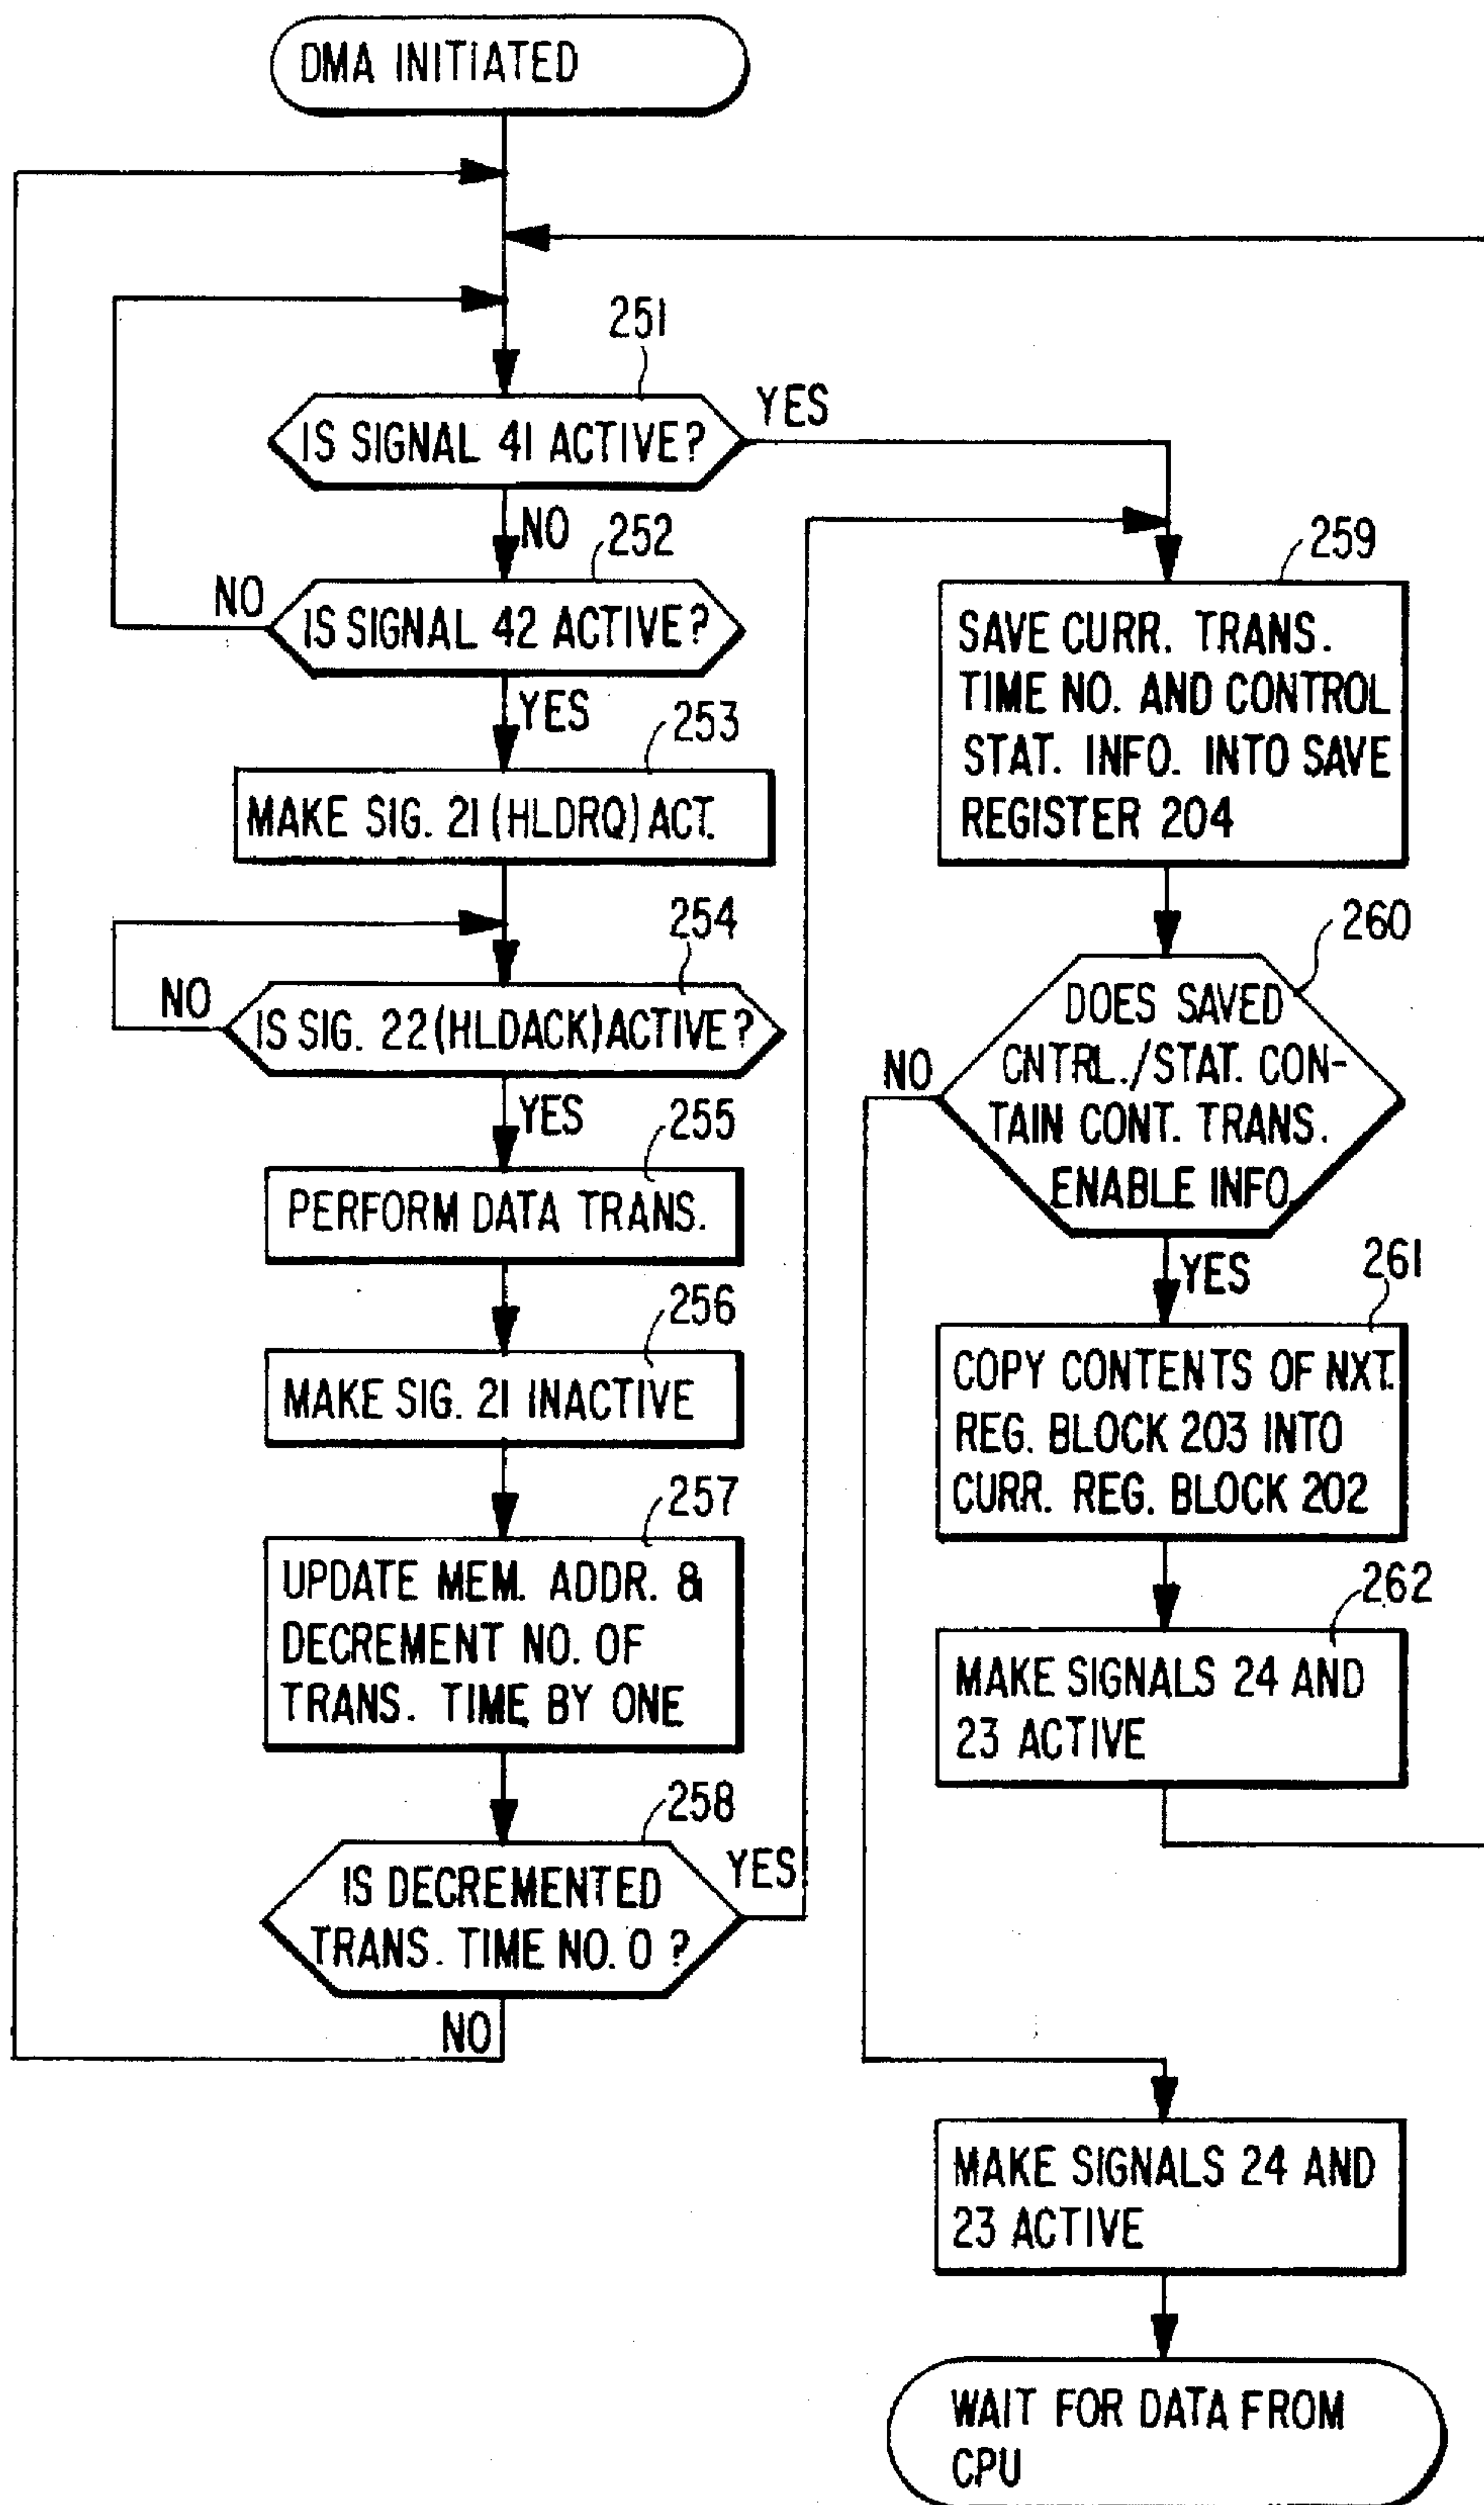 DMA INITIATED
251
IS SIGNAL 41 ACTIVE?
YES
NO
252
IS SIGNAL 42 ACTIVE?
NO
YES
253
MAKE SIG. 21 (HLDRQ) ACT.
254
IS SIG. 22 (HLDACK) ACTIVE?
NO
YES
255
PERFORM DATA TRANS.
256
MAKE SIG. 21 INACTIVE
257
UPDATE MEM. ADDR. &
DECREMENT NO. OF
TRANS. TIME BY ONE
258
IS DECREMENTED
TRANS. TIME NO. 0 ?
YES
NO
259
SAVE CURR. TRANS.
TIME NO. AND CONTROL
STAT. INFO. INTO SAVE
REGISTER 204
260
DOES SAVED
CNTRL./STAT. CON-
TAIN CONT. TRANS.
ENABLE INFO.
NO
YES
261
COPY CONTENTS OF NXT.
REG. BLOCK 203 INTO
CURR. REG. BLOCK 202
262
MAKE SIGNALS 24 AND
23 ACTIVE
MAKE SIGNALS 24 AND
23 ACTIVE
WAIT FOR DATA FROM
CPU